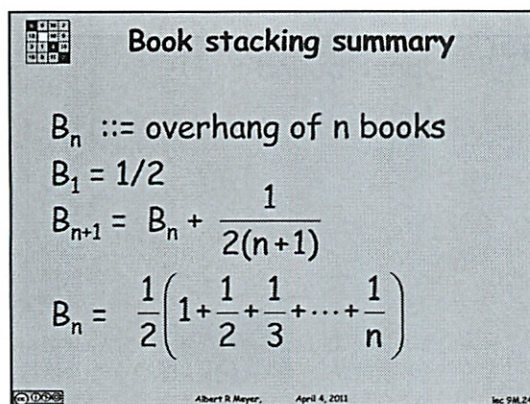 Book stacking summary
Bₙ ::= overhang of n books
B₁ = 1/2
Bₙ₊₁ = Bₙ + 1/2(n+1)
Bₙ = 1/2(1+1/2+1/3+⋯+1/n)
Albert R Meyer, April 4, 2011 lec 9M.2